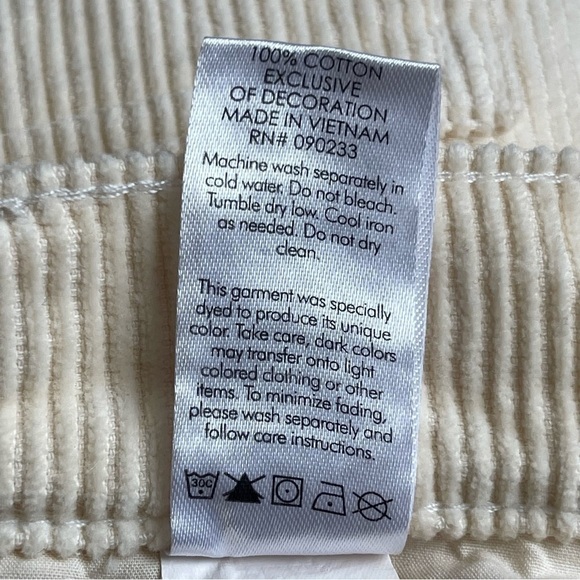 100% COTTON
EXCLUSIVE
OF DECORATION
MADE IN VIETNAM
RN# 090233
Machine wash separately in
cold water. Do not bleach.
Tumble dry low. Cool iron
as needed. Do not dry
clean.
This garment was specially
dyed to produce its unique
color. Take care, dark colors
may transfer onto light
colored clothing or other
items. To minimize fading,
please wash separately and
follow care instructions.
30C